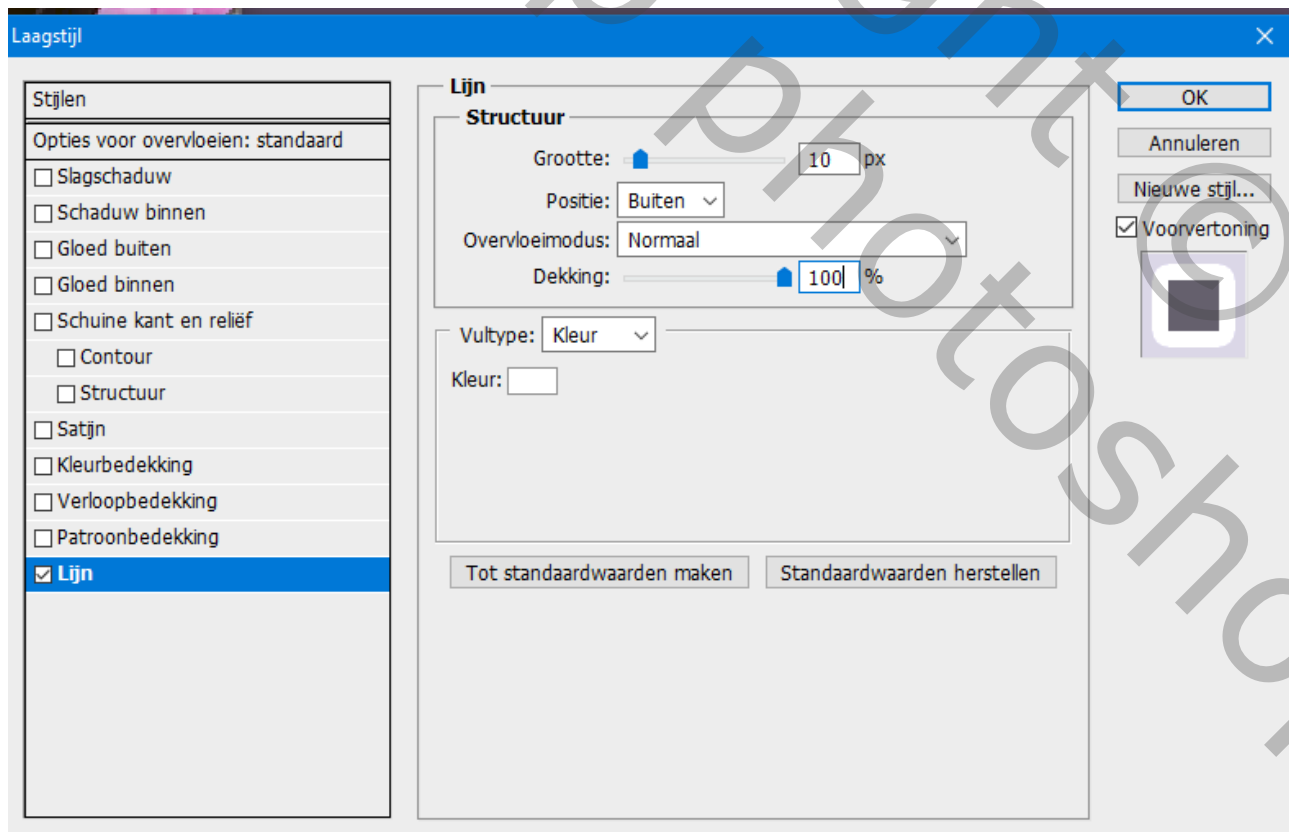 Laagstijl
Stijlen
Opties voor overvloeien: standaard
Slagschaduw
Schaduw binnen
Gloed buiten
Gloed binnen
Schuine kant en reliëf
Contour
Structuur
Satijn
Kleurbedekking
Verloopbedekking
Patroonbedekking
Lijn
Lijn
Structuur
Grootte: 10 px
Positie: Buiten
Overvloeimodus: Normaal
Dekking: 100 %
Vultype: Kleur
Kleur:
Tot standaardwaarden maken Standaardwaarden herstellen
OK
Annuleren
Nieuwe stijl...
Voorvertoning
©